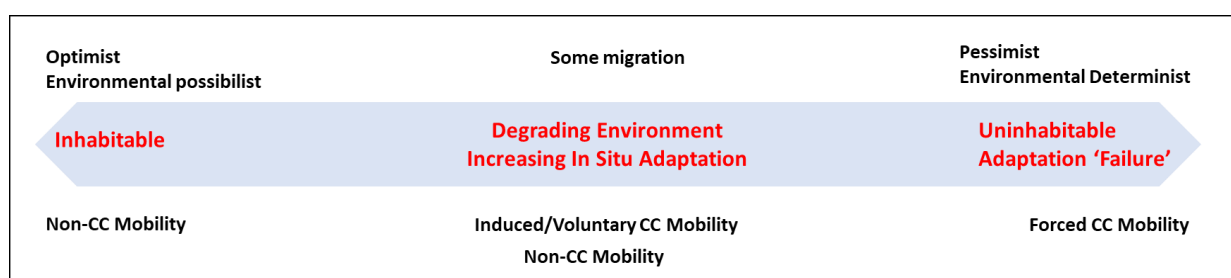 Optimist
Environmental possibilist
Some migration
Pessimist
Environmental Determinist
Inhabitable
Degrading Environment
Increasing In Situ Adaptation
Uninhabitable
Adaptation ‘Failure’
Non-CC Mobility
Induced/Voluntary CC Mobility
Non-CC Mobility
Forced CC Mobility